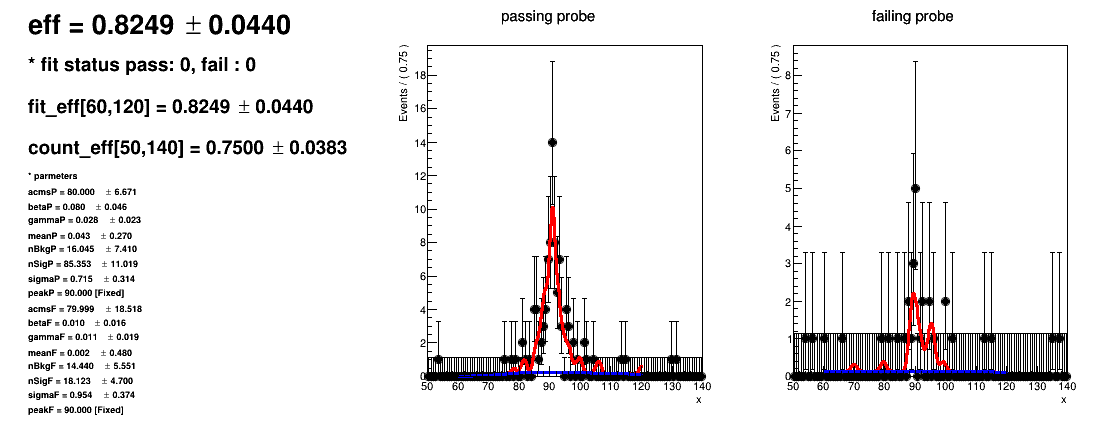 eff = 0.8249 ± 0.0440
* fit status pass: 0, fail : 0
fit_eff[60,120] = 0.8249 ± 0.0440
count_eff[50,140] = 0.7500 ± 0.0383
* parmeters
acmsP = 80.000 ± 6.671
betaP = 0.080 ± 0.046
gammaP = 0.028 ± 0.023
meanP = 0.043 ± 0.270
nBkgP = 16.045 ± 7.410
nSigP = 85.353 ± 11.019
sigmaP = 0.715 ± 0.314
peakP = 90.000 [Fixed]
acmsF = 79.999 ± 18.518
betaF = 0.010 ± 0.016
gammaF = 0.011 ± 0.019
meanF = 0.002 ± 0.480
nBkgF = 14.440 ± 5.551
nSigF = 18.123 ± 4.700
sigmaF = 0.954 ± 0.374
peakF = 90.000 [Fixed]
passing probe
Events / ( 0.75 )
18
16
14
12
10
8
6
4
2
0
50 60 70 80 90 100 110 120 130 140
x
failing probe
Events / ( 0.75 )
8
7
6
5
4
3
2
1
0
50 60 70 80 90 100 110 120 130 140
x